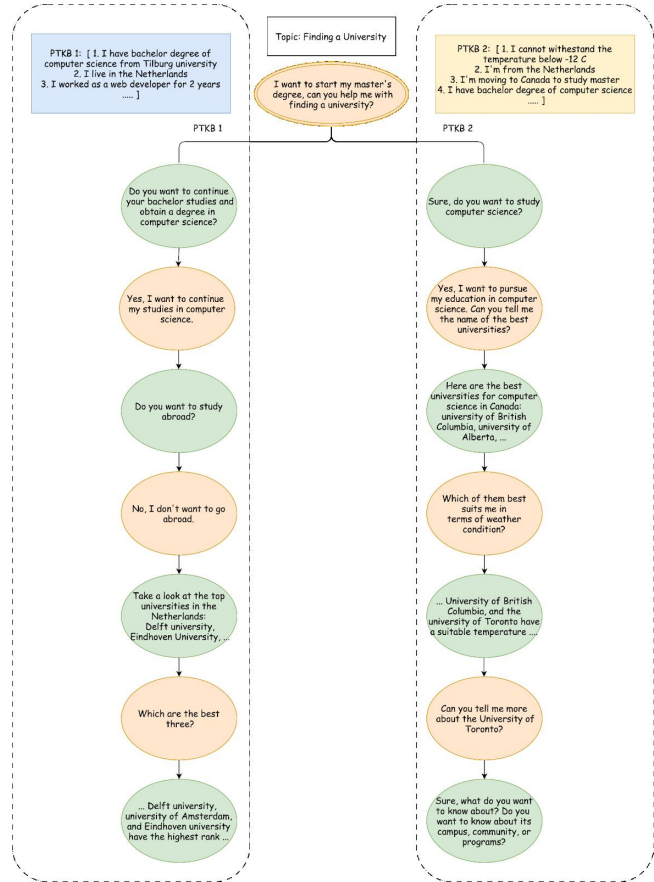 PTKB 1: [ 1. I have bachelor degree of
computer science from Tilburg university
2. I live in the Netherlands
3. I worked as a web developer for 2 years
..... ]
Topic: Finding a University
PTKB 2: [ 1. I cannot withstand the
temperature below -12 C
2. I'm from the Netherlands
3. I'm moving to Canada to study master
4. I have bachelor degree of computer science
..... ]
I want to start my master's
degree, can you help me with
finding a university?
PTKB 1
PTKB 2
Do you want to continue
your bachelor studies and
obtain a degree in
computer science?
Yes, I want to continue
my studies in computer
science.
Do you want to study
abroad?
No, I don't want to go
abroad.
Take a look at the top
universities in the
Netherlands:
Delft university,
Eindhoven University, ...
Which are the best
three?
... Delft university,
university of Amsterdam,
and Eindhoven university
have the highest rank ...
Sure, do you want to study
computer science?
Yes, I want to pursue
my education in computer
science. Can you tell me
the name of the best
universities?
Here are the best
universities for computer
science in Canada:
university of British
Columbia, university of
Alberta, ...
Which of them best
suits me in
terms of weather
condition?
... University of British
Columbia, and the
university of Toronto have
a suitable temperature ....
Can you tell me more
about the University of
Toronto?
Sure, what do you want
to know about? Do you
want to know about its
campus, community, or
programs?